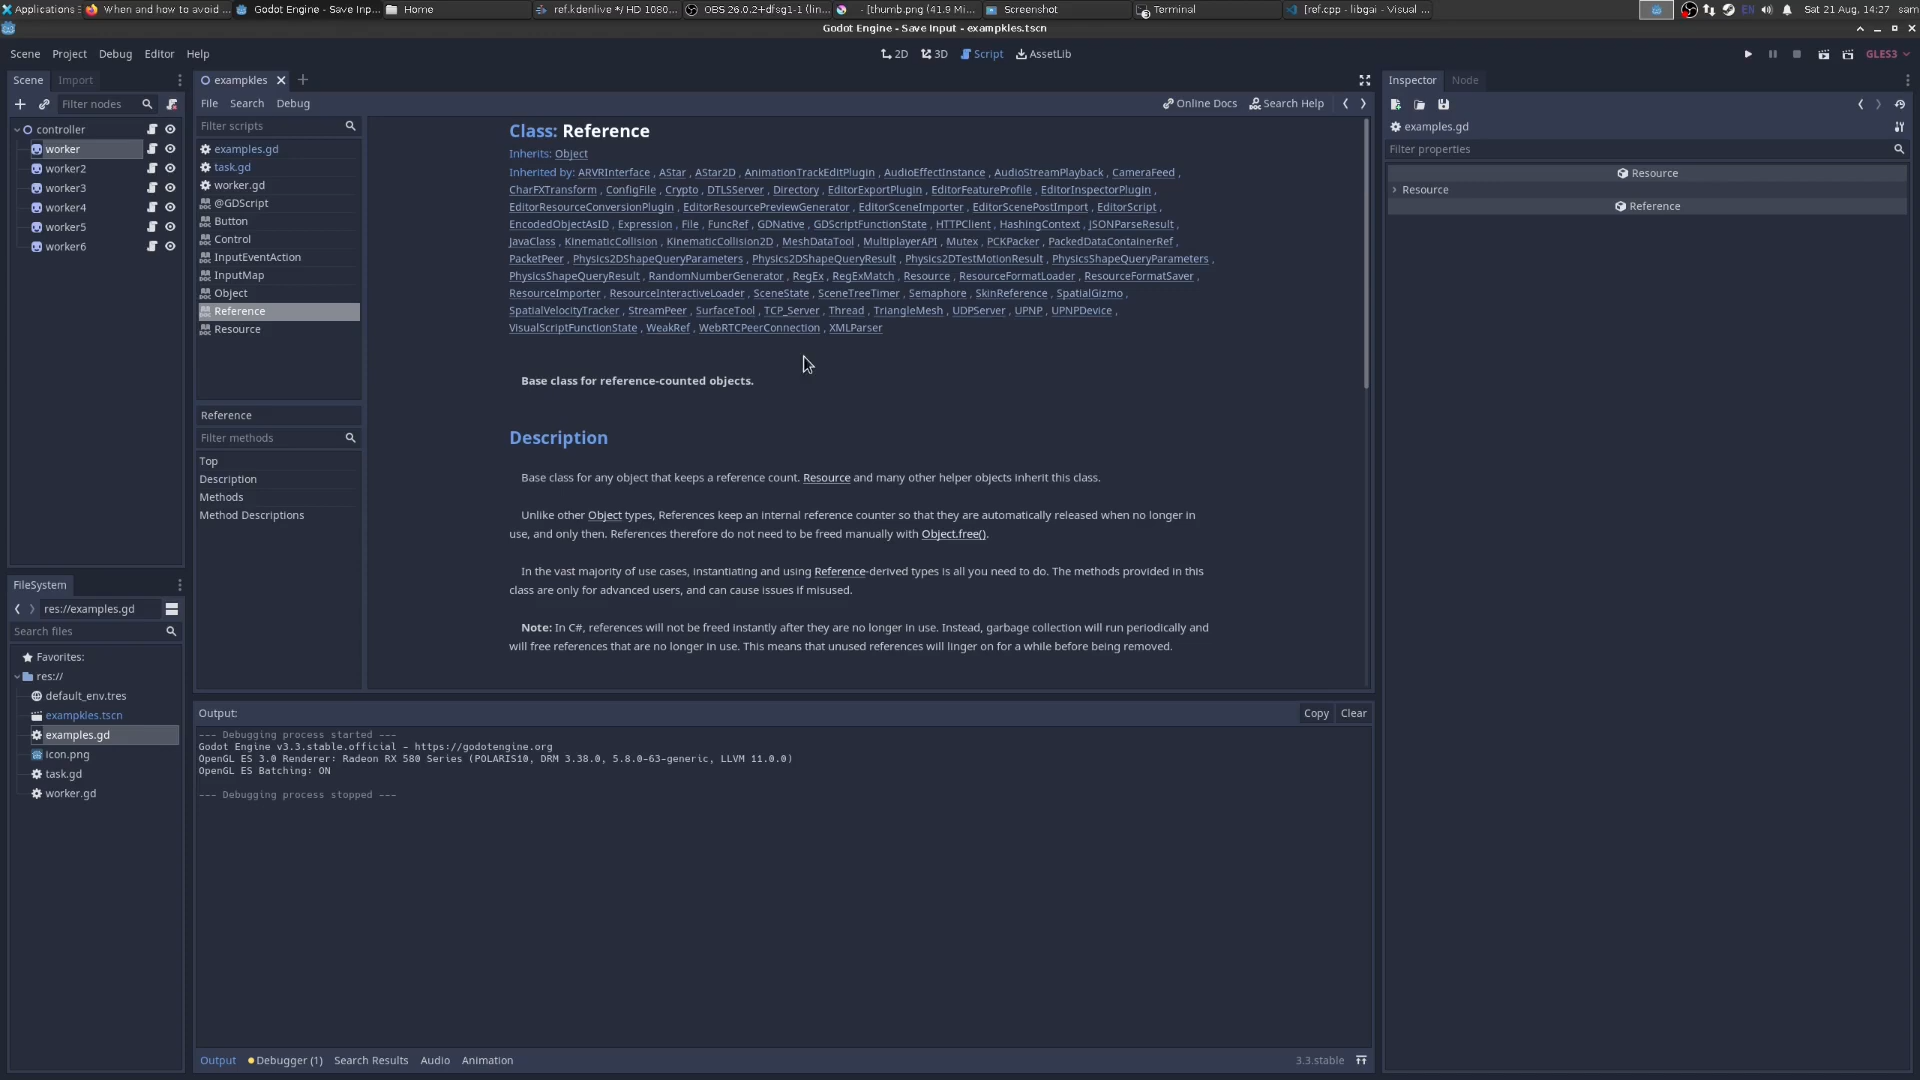 Applications
When and how to avoid ...
Godot Engine - Save Inp...
Home
ref.kdenlive */ HD 1080...
OBS 26.0.2+dfsg1-1 (lin...
- [thumb.png (41.9 Mi...
Screenshot
Terminal
[ref.cpp - libgai - Visual ...
EN
Sat 21 Aug, 14:27 sam
Godot Engine - Save Input - exampkles.tscn
Scene Project Debug Editor Help
2D 3D Script AssetLib
GLES3
Scene Import
Filter nodes
controller
worker
worker2
worker3
worker4
worker5
worker6
exampkles
File Search Debug
Online Docs Search Help
Filter scripts
examples.gd
task.gd
worker.gd
@GDScript
Button
Control
InputEventAction
InputMap
Object
Reference
Resource
Reference
Filter methods
Top
Description
Methods
Method Descriptions
Class: Reference
Inherits: Object
Inherited by: ARVRInterface , AStar , AStar2D , AnimationTrackEditPlugin , AudioEffectInstance , AudioStreamPlayback , CameraFeed ,
CharFXTransform , ConfigFile , Crypto , DTLSServer , Directory , EditorExportPlugin , EditorFeatureProfile , EditorInspectorPlugin ,
EditorResourceConversionPlugin , EditorResourcePreviewGenerator , EditorSceneImporter , EditorScenePostImport , EditorScript ,
EncodedObjectAsID , Expression , File , FuncRef , GDNative , GDScriptFunctionState , HTTPClient , HashingContext , JSONParseResult ,
JavaClass , KinematicCollision , KinematicCollision2D , MeshDataTool , MultiplayerAPI , Mutex , PCKPacker , PackedDataContainerRef ,
PacketPeer , Physics2DShapeQueryParameters , Physics2DShapeQueryResult , Physics2DTestMotionResult , PhysicsShapeQueryParameters ,
PhysicsShapeQueryResult , RandomNumberGenerator , RegEx , RegExMatch , Resource , ResourceFormatLoader , ResourceFormatSaver ,
ResourceImporter , ResourceInteractiveLoader , SceneState , SceneTreeTimer , Semaphore , SkinReference , SpatialGizmo ,
SpatialVelocityTracker , StreamPeer , SurfaceTool , TCP_Server , Thread , TriangleMesh , UDPServer , UPNP , UPNPDevice ,
VisualScriptFunctionState , WeakRef , WebRTCPeerConnection , XMLParser
Base class for reference-counted objects.
Description
Base class for any object that keeps a reference count. Resource and many other helper objects inherit this class.
Unlike other Object types, References keep an internal reference counter so that they are automatically released when no longer in
use, and only then. References therefore do not need to be freed manually with Object.free().
In the vast majority of use cases, instantiating and using Reference-derived types is all you need to do. The methods provided in this
class are only for advanced users, and can cause issues if misused.
Note: In C#, references will not be freed instantly after they are no longer in use. Instead, garbage collection will run periodically and
will free references that are no longer in use. This means that unused references will linger on for a while before being removed.
FileSystem
res://examples.gd
Search files
Favorites:
res://
default_env.tres
exampkles.tscn
examples.gd
icon.png
task.gd
worker.gd
Output:
Copy Clear
--- Debugging process started ---
Godot Engine v3.3.stable.official - https://godotengine.org
OpenGL ES 3.0 Renderer: Radeon RX 580 Series (POLARIS10, DRM 3.38.0, 5.8.0-63-generic, LLVM 11.0.0)
OpenGL ES Batching: ON
--- Debugging process stopped ---
Output Debugger (1) Search Results Audio Animation
3.3.stable
Inspector Node
examples.gd
Filter properties
Resource
Resource
Reference